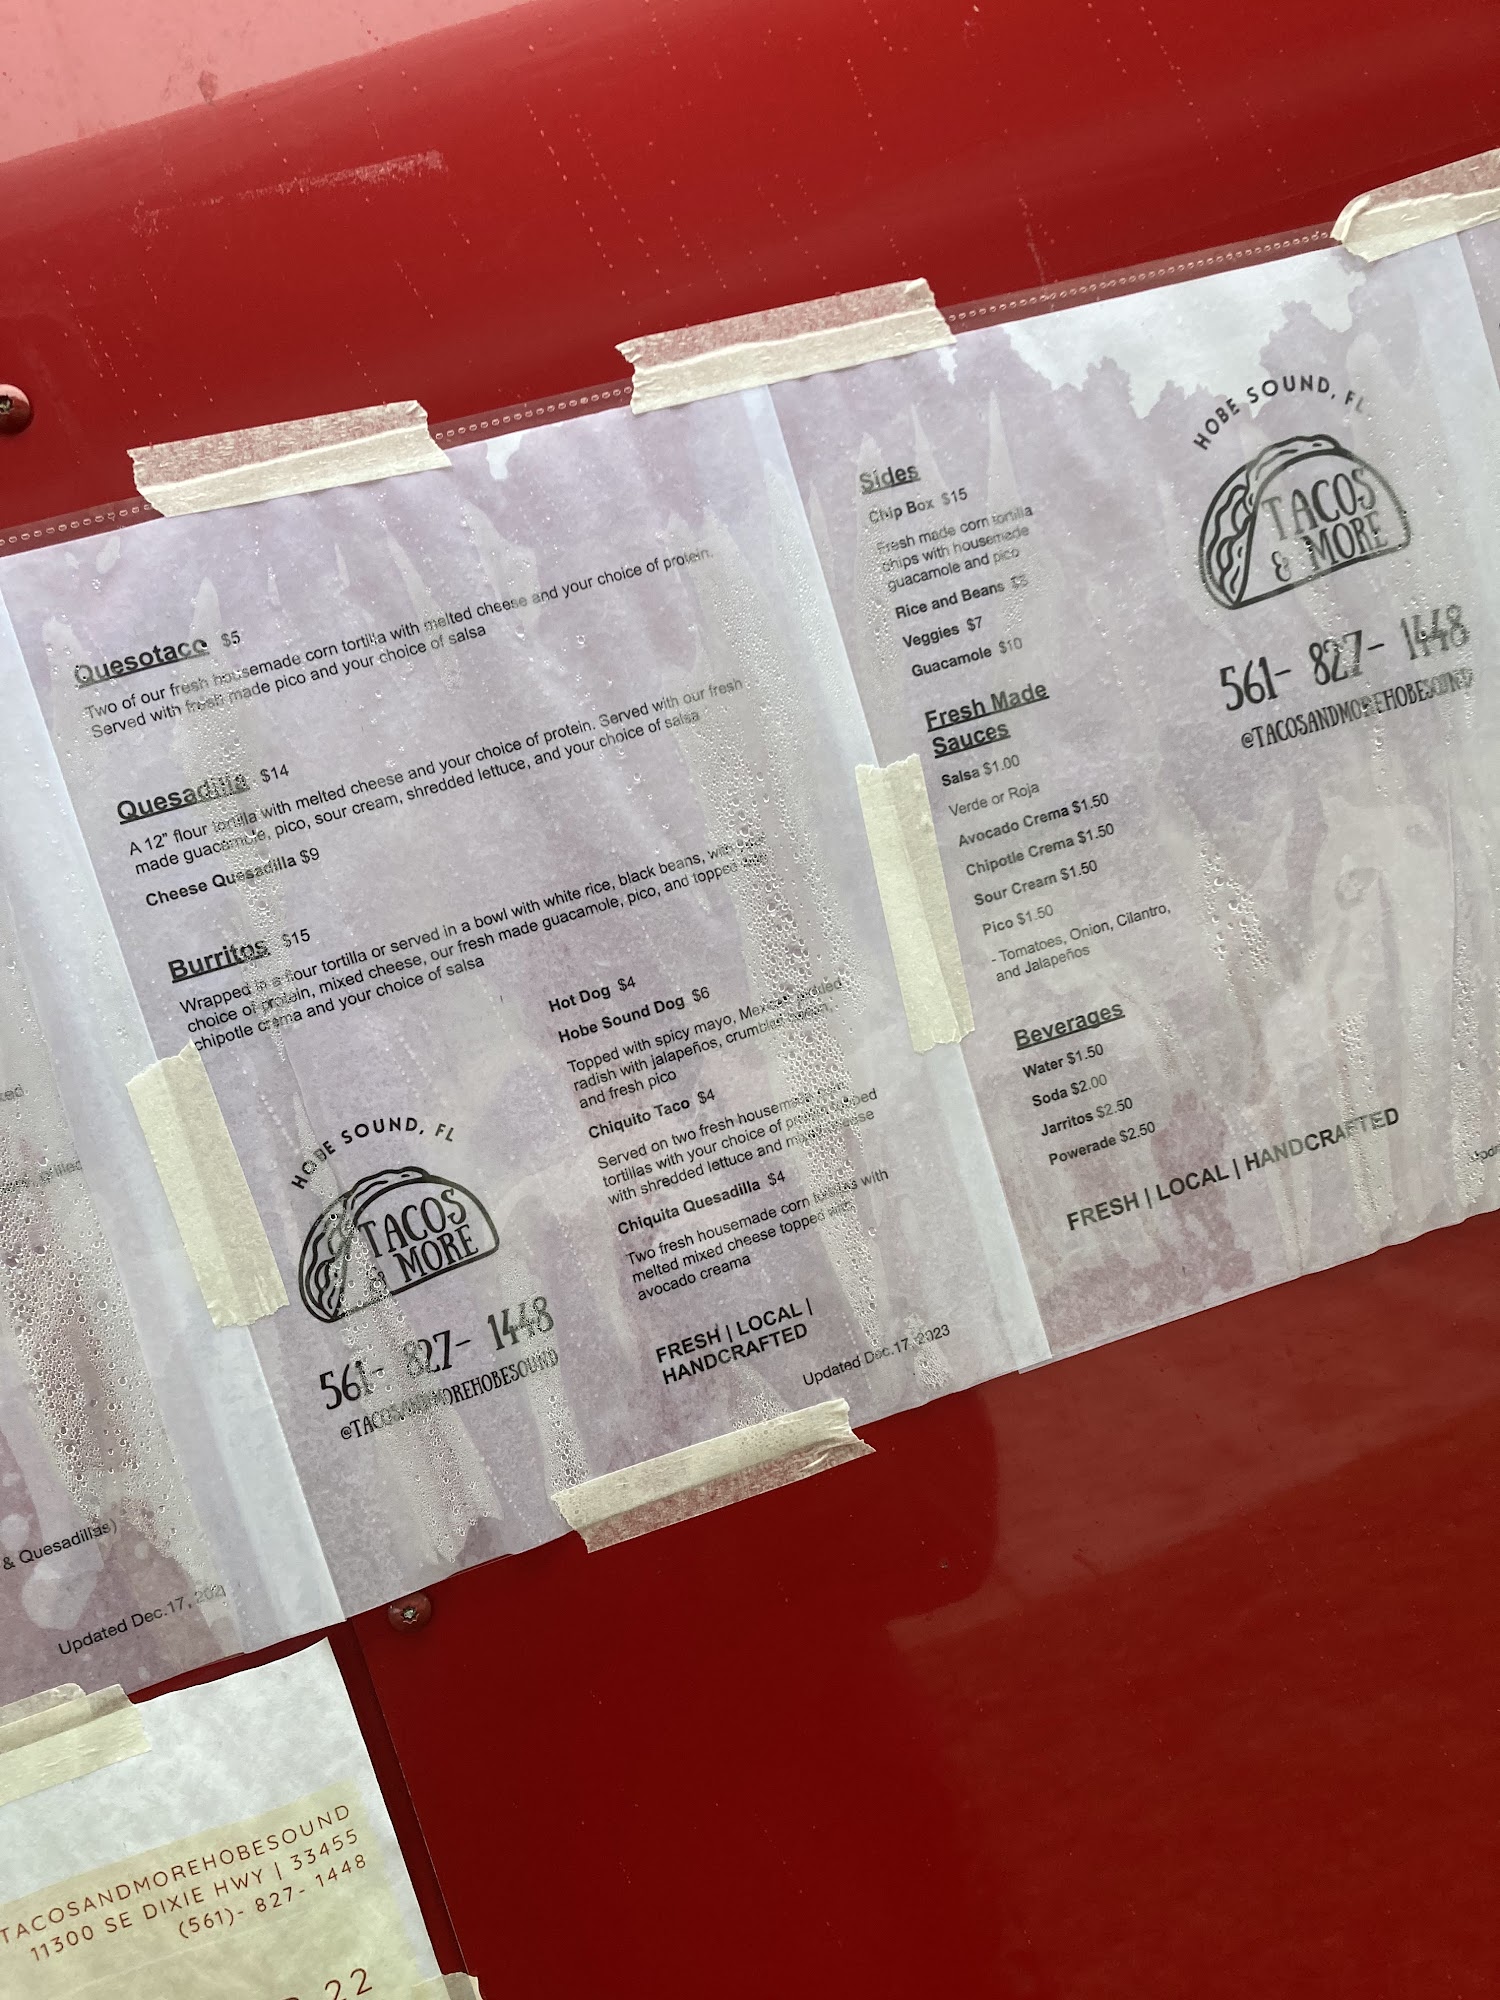 Quesotaco $5
Two of our fresh housemade corn tortilla with melted cheese and your choice of protein.
Served with fresh made pico and your choice of salsa
Quesadilla $14
A 12" flour tortilla with melted cheese and your choice of protein. Served with our fresh
made guacamole, pico, sour cream, shredded lettuce, and your choice of salsa
Cheese Quesadilla $9
Burritos $15
Wrapped in a flour tortilla or served in a bowl with white rice, black beans,
choice of protein, mixed cheese, our fresh made guacamole, pico, and topped
chipotle crema and your choice of salsa
Hot Dog $4
Hobe Sound Dog $6
Topped with spicy mayo,
radish with jalapeños,
and fresh pico
Chiquito Taco $4
Served on two fresh housemade corn
tortillas with your choice of protein topped
with shredded lettuce and mixed cheese
Chiquita Quesadilla $4
Two fresh housemade corn tortillas with
melted mixed cheese topped with
avocado creama
FRESH | LOCAL |
HANDCRAFTED
Updated Dec.17, 2023
HOBE SOUND, FL
TACOS
& MORE
561- 827- 1448
@TACOSANDMOREHOBESOUND
Sides
Chip Box $15
Fresh made corn tortilla
chips with housemade
guacamole and pico
Rice and Beans
Veggies $7
Guacamole $10
Fresh Made
Sauces
Salsa $1.00
Verde or Roja
Avocado Crema $1.50
Chipotle Crema $1.50
Sour Cream $1.50
Pico $1.50
- Tomatoes, Onion, Cilantro,
and Jalapeños
Beverages
Water $1.50
Soda $2.00
Jarritos $2.50
Powerade $2.50
FRESH | LOCAL | HANDCRAFTED
HOBE SOUND, FL
TACOS
& MORE
561- 827- 1448
@TACOSANDMOREHOBESOUND
& Quesadillas)
Updated Dec.17,
TACOSANDMOREHOBESOUND
11300 SE DIXIE HWY | 33455
(561)- 827- 1448
22